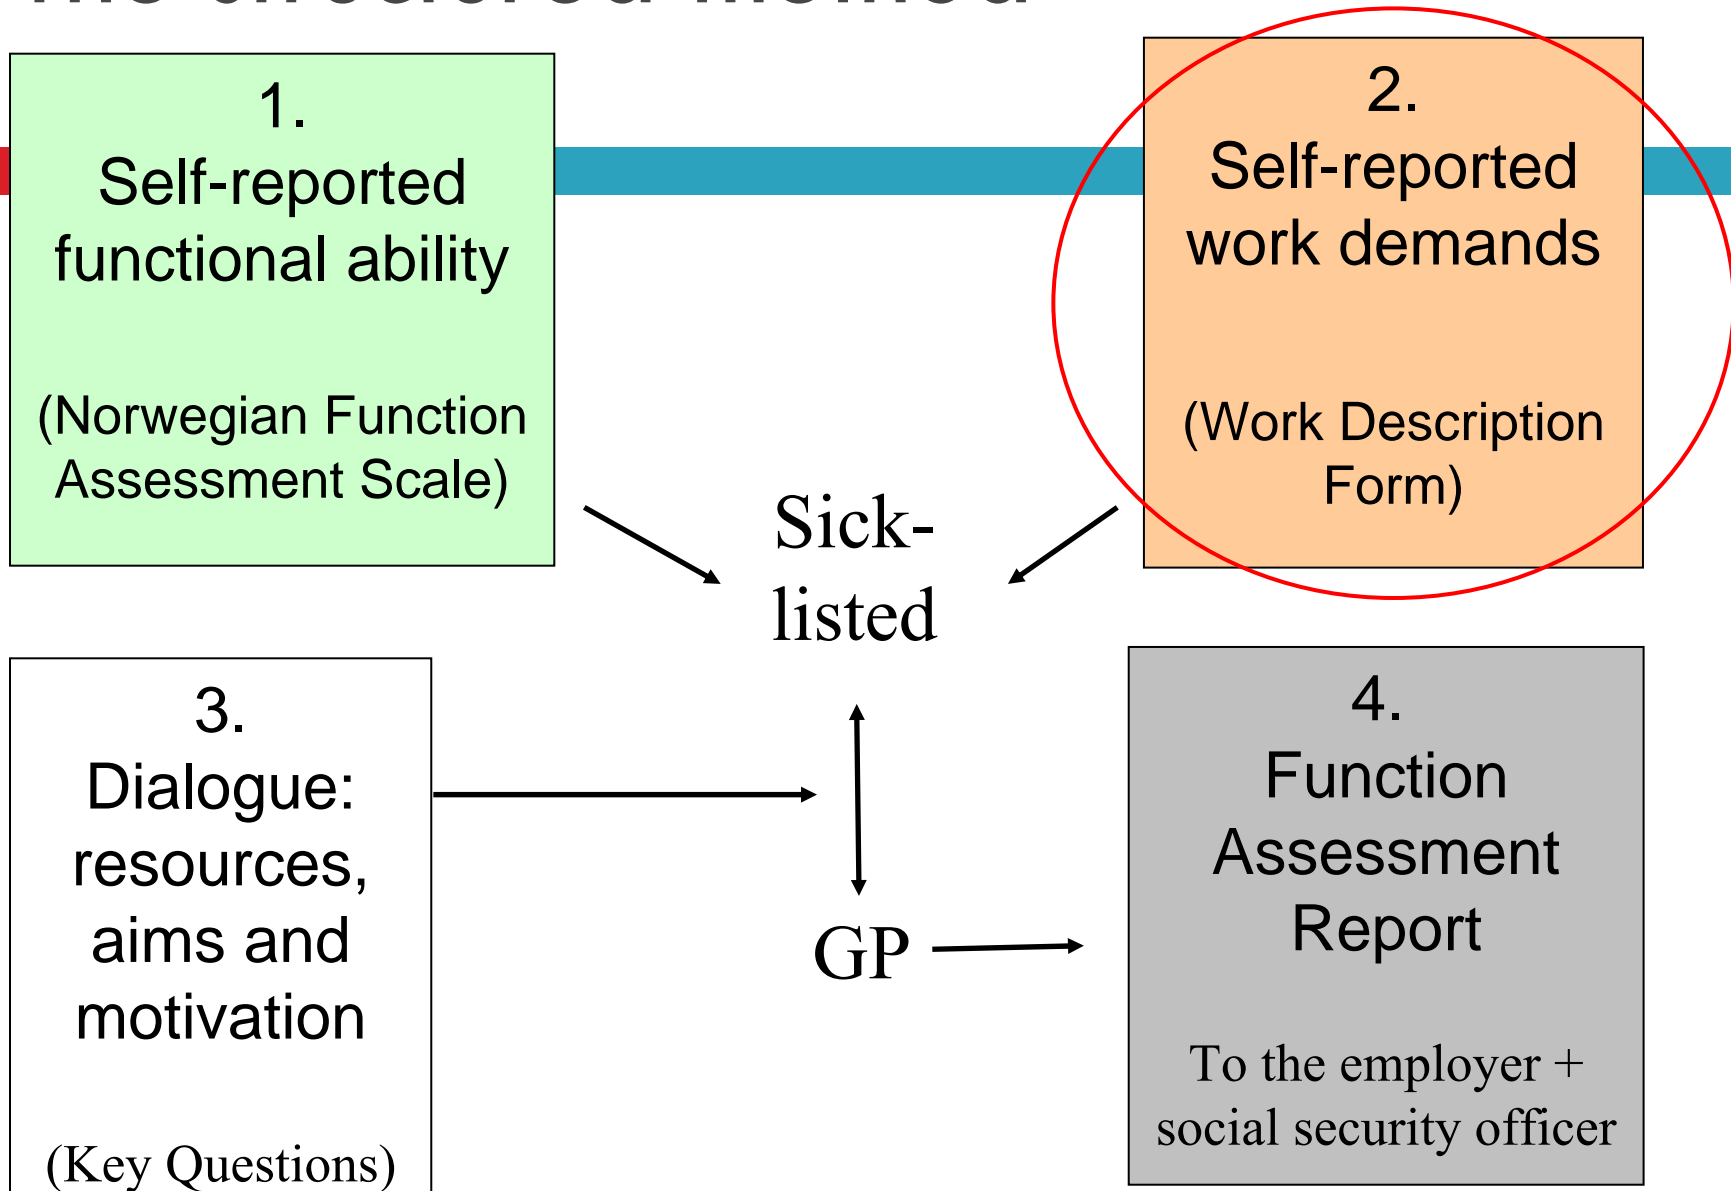 1.
Self-reported
functional ability
(Norwegian Function
Assessment Scale)
2.
Self-reported
work demands
(Work Description
Form)
Sick-
listed
3.
Dialogue:
resources,
aims and
motivation
(Key Questions)
GP
4.
Function
Assessment
Report
To the employer +
social security officer